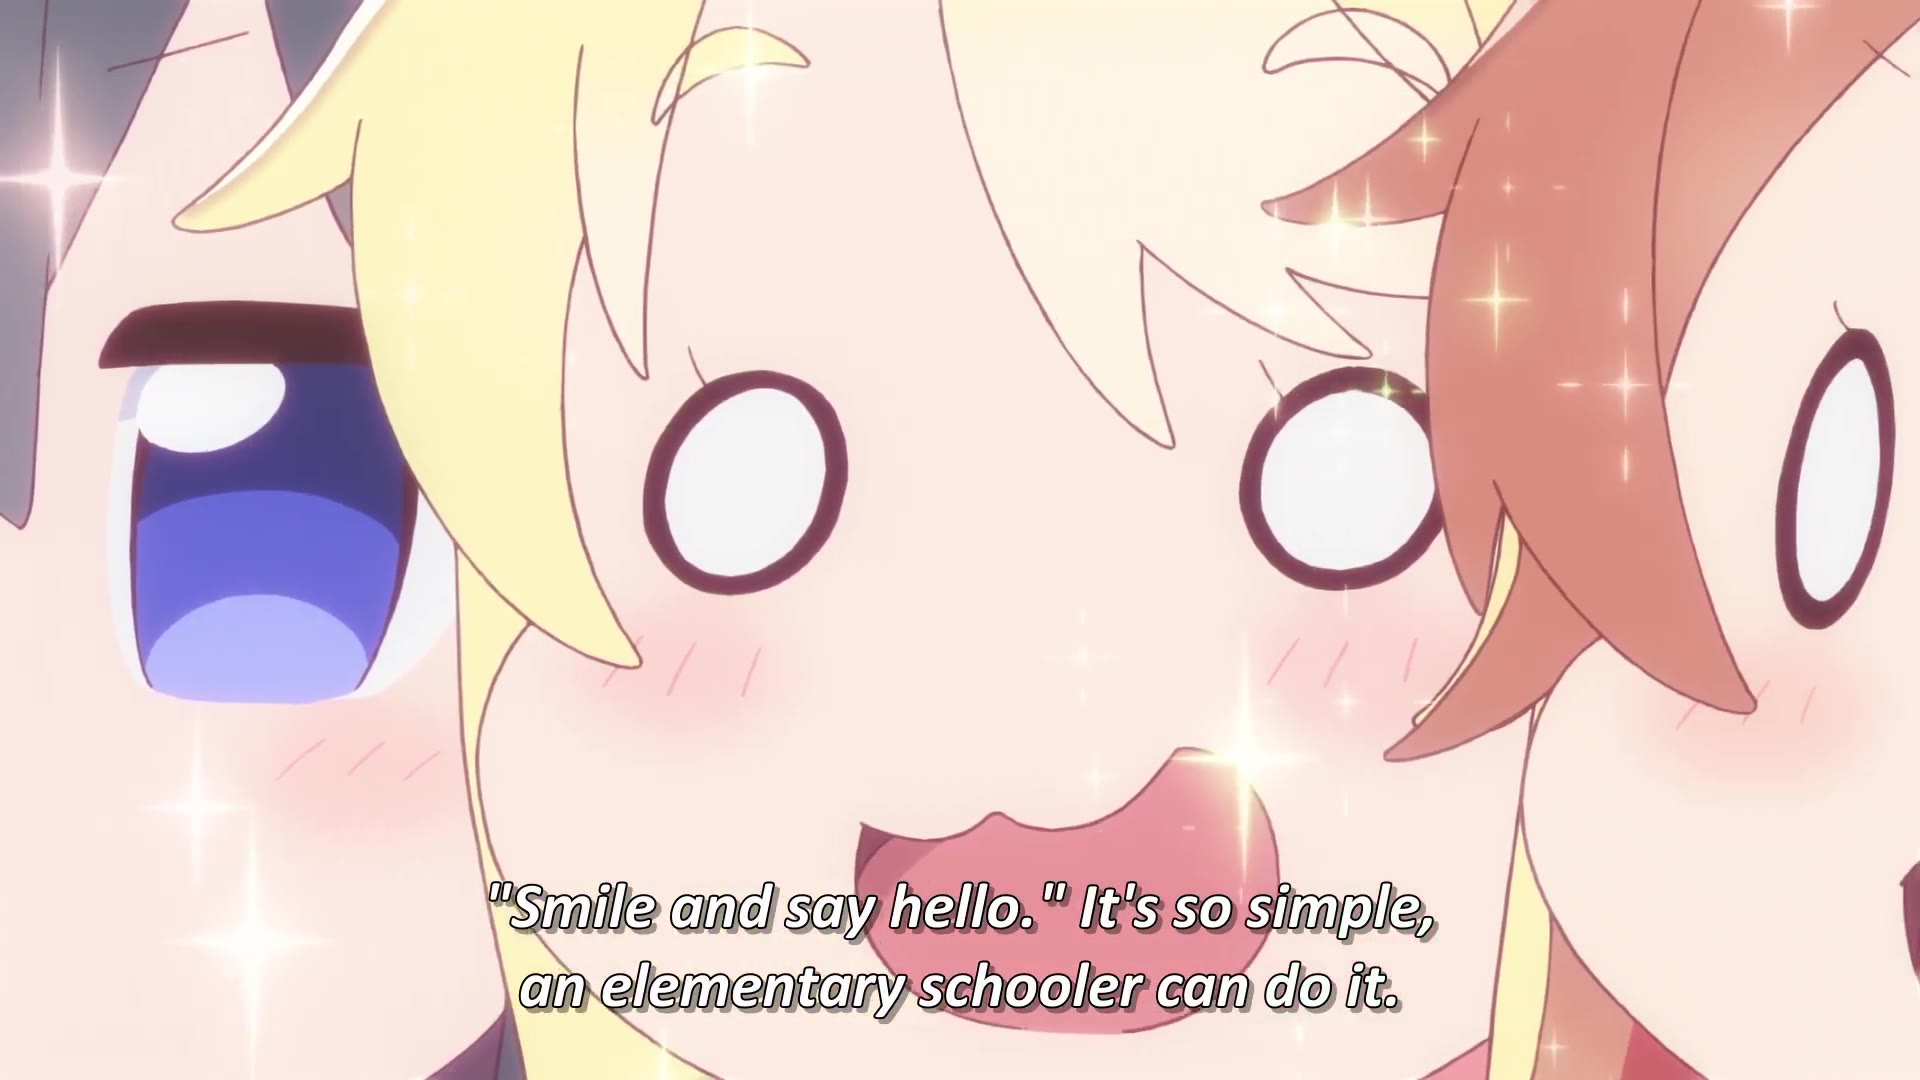 "Smile and say hello." It's so simple,
an elementary schooler can do it.